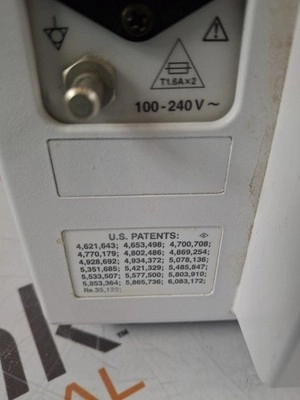 T1.6A×2
100-240 V ~
U.S. PATENTS:
4,621,643; 4,653,498; 4,700,708;
4,770,179; 4,802,486; 4,869,254;
4,928,692; 4,934,372; 5,078,136;
5,351,685; 5,421,329; 5,485,847;
5,533,507; 5,577,500; 5,803,910;
5,853,364; 5,865,736; 6,083,172;
Re.35,122;